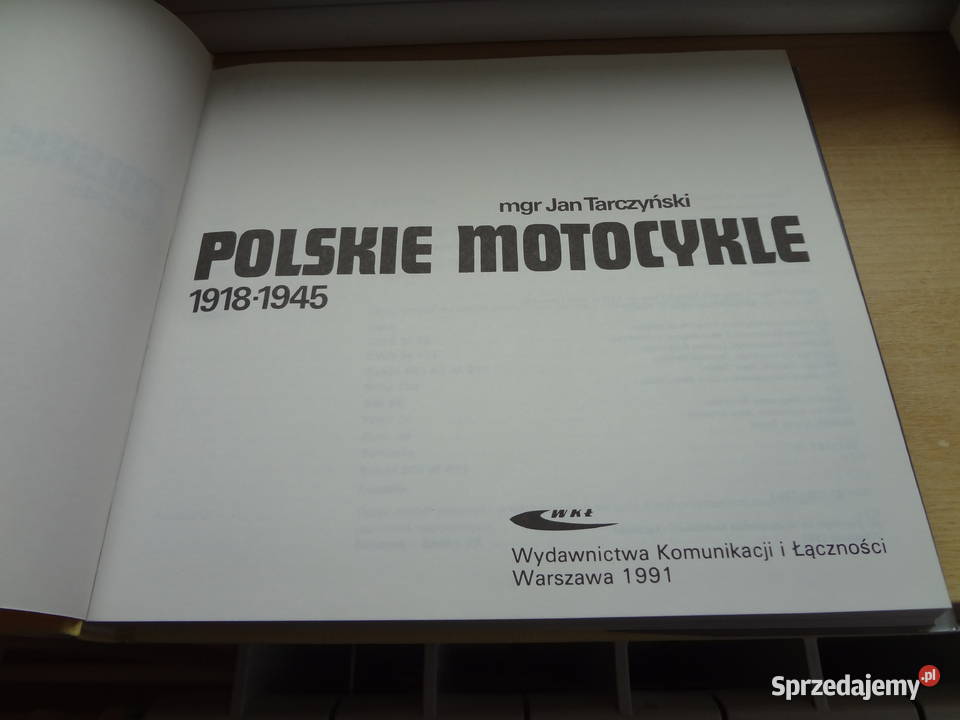 mgr Jan Tarczyński
POLSKIE MOTOCYKLE
1918-1945
WKŁ
Wydawnictwa Komunikacji i Łączności
Warszawa 1991
Sprzedajemy.pl